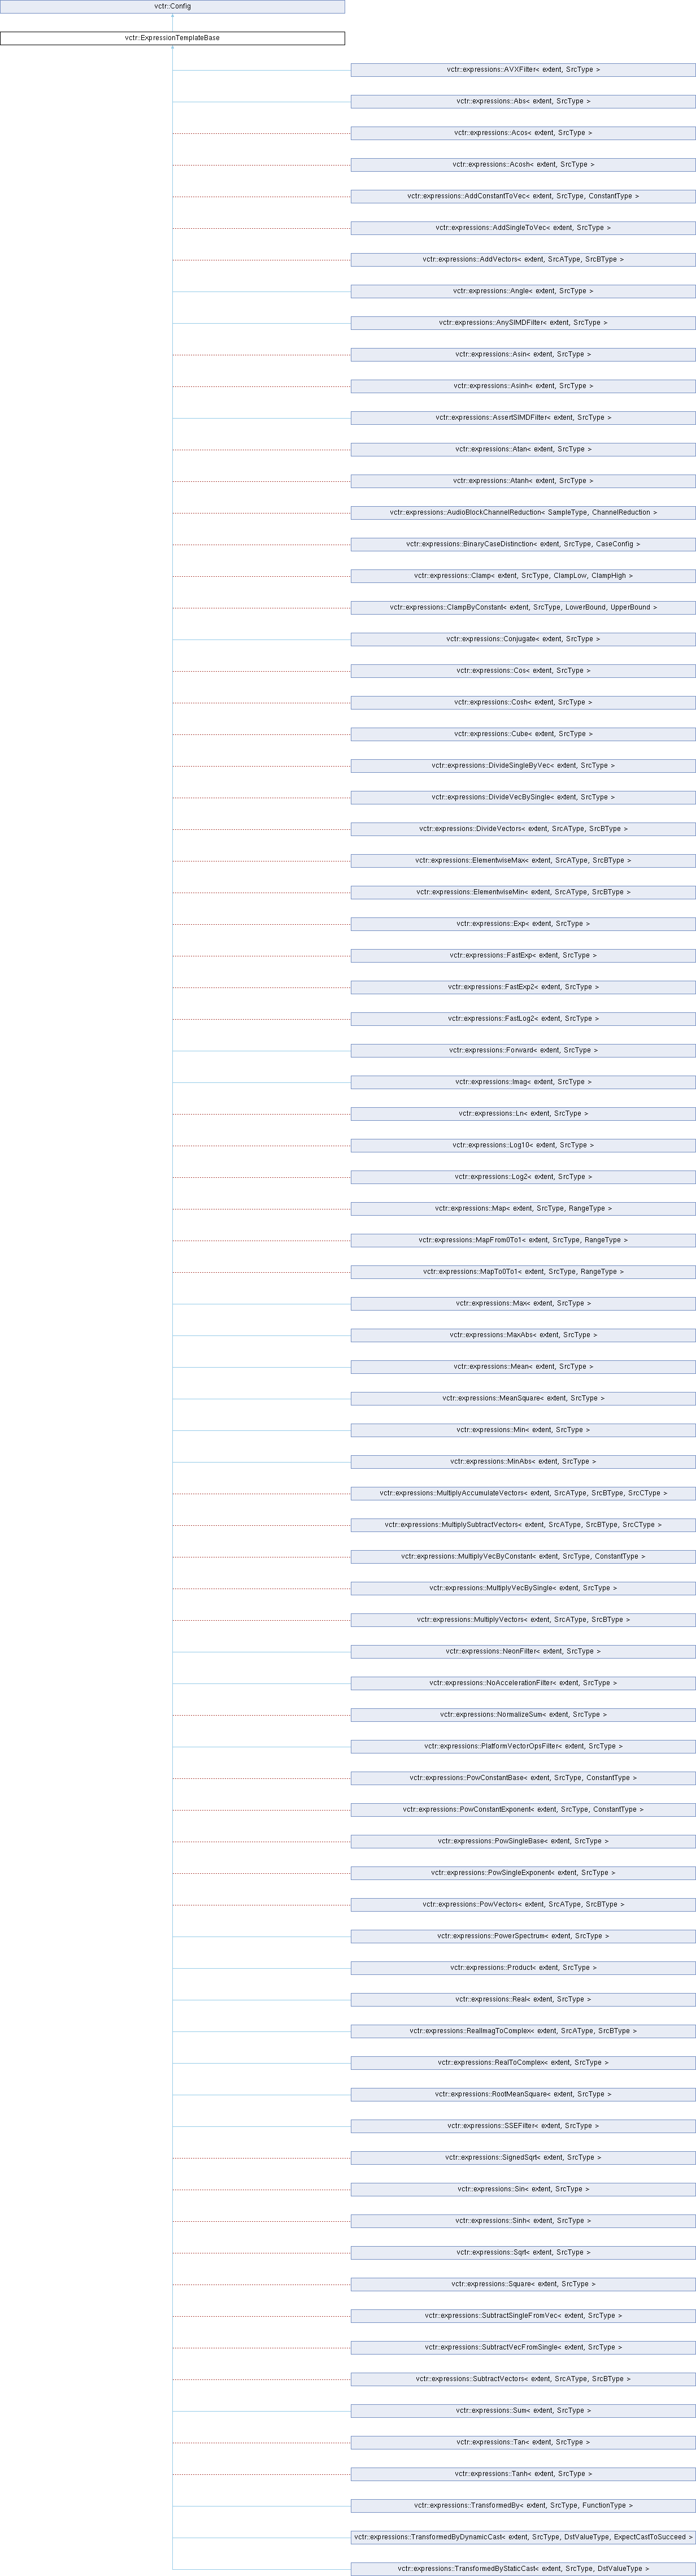 vctr::Config
vctr::ExpressionTemplateBase
vctr::expressions::AVXFilter< extent, SrcType >
vctr::expressions::Abs< extent, SrcType >
vctr::expressions::Acos< extent, SrcType >
vctr::expressions::Acosh< extent, SrcType >
vctr::expressions::AddConstantToVec< extent, SrcType, ConstantType >
vctr::expressions::AddSingleToVec< extent, SrcType >
vctr::expressions::AddVectors< extent, SrcAType, SrcBType >
vctr::expressions::Angle< extent, SrcType >
vctr::expressions::AnySIMDFilter< extent, SrcType >
vctr::expressions::Asin< extent, SrcType >
vctr::expressions::Asinh< extent, SrcType >
vctr::expressions::AssertSIMDFilter< extent, SrcType >
vctr::expressions::Atan< extent, SrcType >
vctr::expressions::Atanh< extent, SrcType >
vctr::expressions::AudioBlockChannelReduction< SampleType, ChannelReduction >
vctr::expressions::BinaryCaseDistinction< extent, SrcType, CaseConfig >
vctr::expressions::Clamp< extent, SrcType, ClampLow, ClampHigh >
vctr::expressions::ClampByConstant< extent, SrcType, LowerBound, UpperBound >
vctr::expressions::Conjugate< extent, SrcType >
vctr::expressions::Cos< extent, SrcType >
vctr::expressions::Cosh< extent, SrcType >
vctr::expressions::Cube< extent, SrcType >
vctr::expressions::DivideSingleByVec< extent, SrcType >
vctr::expressions::DivideVecBySingle< extent, SrcType >
vctr::expressions::DivideVectors< extent, SrcAType, SrcBType >
vctr::expressions::ElementwiseMax< extent, SrcAType, SrcBType >
vctr::expressions::ElementwiseMin< extent, SrcAType, SrcBType >
vctr::expressions::Exp< extent, SrcType >
vctr::expressions::FastExp< extent, SrcType >
vctr::expressions::FastExp2< extent, SrcType >
vctr::expressions::FastLog2< extent, SrcType >
vctr::expressions::Forward< extent, SrcType >
vctr::expressions::Imag< extent, SrcType >
vctr::expressions::Ln< extent, SrcType >
vctr::expressions::Log10< extent, SrcType >
vctr::expressions::Log2< extent, SrcType >
vctr::expressions::Map< extent, SrcType, RangeType >
vctr::expressions::MapFrom0To1< extent, SrcType, RangeType >
vctr::expressions::MapTo0To1< extent, SrcType, RangeType >
vctr::expressions::Max< extent, SrcType >
vctr::expressions::MaxAbs< extent, SrcType >
vctr::expressions::Mean< extent, SrcType >
vctr::expressions::MeanSquare< extent, SrcType >
vctr::expressions::Min< extent, SrcType >
vctr::expressions::MinAbs< extent, SrcType >
vctr::expressions::MultiplyAccumulateVectors< extent, SrcAType, SrcBType, SrcCType >
vctr::expressions::MultiplySubtractVectors< extent, SrcAType, SrcBType, SrcCType >
vctr::expressions::MultiplyVecByConstant< extent, SrcType, ConstantType >
vctr::expressions::MultiplyVecBySingle< extent, SrcType >
vctr::expressions::MultiplyVectors< extent, SrcAType, SrcBType >
vctr::expressions::NeonFilter< extent, SrcType >
vctr::expressions::NoAccelerationFilter< extent, SrcType >
vctr::expressions::NormalizeSum< extent, SrcType >
vctr::expressions::PlatformVectorOpsFilter< extent, SrcType >
vctr::expressions::PowConstantBase< extent, SrcType, ConstantType >
vctr::expressions::PowConstantExponent< extent, SrcType, ConstantType >
vctr::expressions::PowSingleBase< extent, SrcType >
vctr::expressions::PowSingleExponent< extent, SrcType >
vctr::expressions::PowVectors< extent, SrcAType, SrcBType >
vctr::expressions::PowerSpectrum< extent, SrcType >
vctr::expressions::Product< extent, SrcType >
vctr::expressions::Real< extent, SrcType >
vctr::expressions::RealImagToComplex< extent, SrcAType, SrcBType >
vctr::expressions::RealToComplex< extent, SrcType >
vctr::expressions::RootMeanSquare< extent, SrcType >
vctr::expressions::SSEFilter< extent, SrcType >
vctr::expressions::SignedSqrt< extent, SrcType >
vctr::expressions::Sin< extent, SrcType >
vctr::expressions::Sinh< extent, SrcType >
vctr::expressions::Sqrt< extent, SrcType >
vctr::expressions::Square< extent, SrcType >
vctr::expressions::SubtractSingleFromVec< extent, SrcType >
vctr::expressions::SubtractVecFromSingle< extent, SrcType >
vctr::expressions::SubtractVectors< extent, SrcAType, SrcBType >
vctr::expressions::Sum< extent, SrcType >
vctr::expressions::Tan< extent, SrcType >
vctr::expressions::Tanh< extent, SrcType >
vctr::expressions::TransformedBy< extent, SrcType, FunctionType >
vctr::expressions::TransformedByDynamicCast< extent, SrcType, DstValueType, ExpectCastToSucceed >
vctr::expressions::TransformedByStaticCast< extent, SrcType, DstValueType >